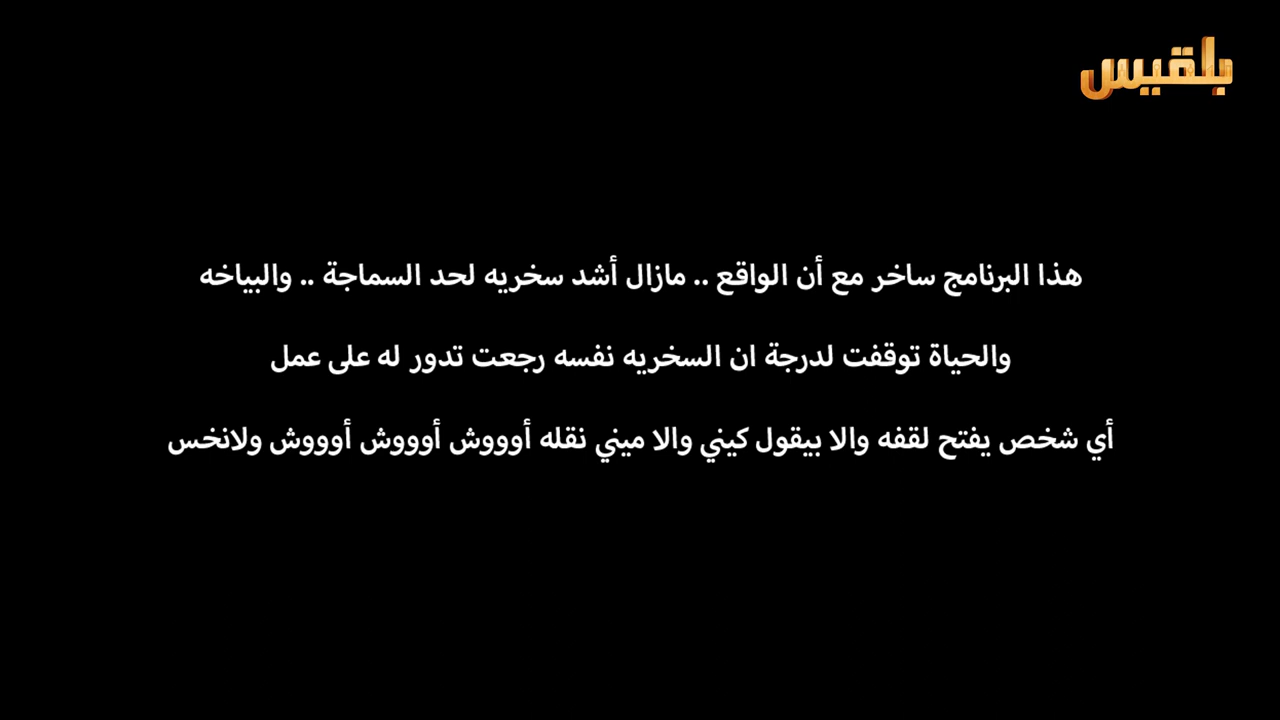 بلقيس
هذا البرنامج ساخر مع أن الواقع .. مازال أشد سخريه لحد السماجة .. والبياخه
والحياة توقفت لدرجة ان السخريه نفسه رجعت تدور له على عمل
أي شخص يفتح لقفه والا بيقول كيني والا ميني نقله أوووش أوووش أوووش ولانخس